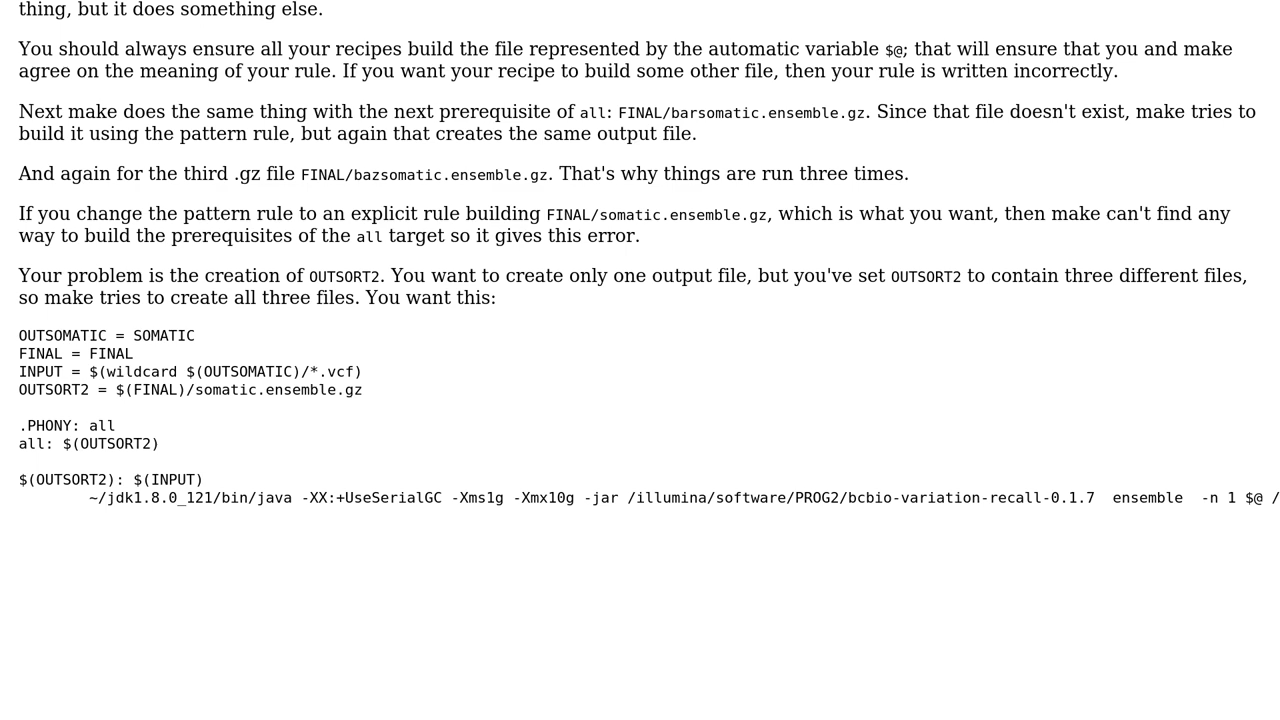 thing, but it does something else.
You should always ensure all your recipes build the file represented by the automatic variable $@; that will ensure that you and make
agree on the meaning of your rule. If you want your recipe to build some other file, then your rule is written incorrectly.
Next make does the same thing with the next prerequisite of all: FINAL/barsomatic.ensemble.gz. Since that file doesn't exist, make tries to
build it using the pattern rule, but again that creates the same output file.
And again for the third .gz file FINAL/bazsomatic.ensemble.gz. That's why things are run three times.
If you change the pattern rule to an explicit rule building FINAL/somatic.ensemble.gz, which is what you want, then make can't find any
way to build the prerequisites of the all target so it gives this error.
Your problem is the creation of OUTSORT2. You want to create only one output file, but you've set OUTSORT2 to contain three different files,
so make tries to create all three files. You want this:
OUTSOMATIC = SOMATIC
FINAL = FINAL
INPUT = $(wildcard $(OUTSOMATIC)/*.vcf)
OUTSORT2 = $(FINAL)/somatic.ensemble.gz
.PHONY: all
all: $(OUTSORT2)
$(OUTSORT2): $(INPUT)
        ~/jdk1.8.0_121/bin/java -XX:+UseSerialGC -Xms1g -Xmx10g -jar /illumina/software/PROG2/bcbio-variation-recall-0.1.7  ensemble  -n 1 $@ /